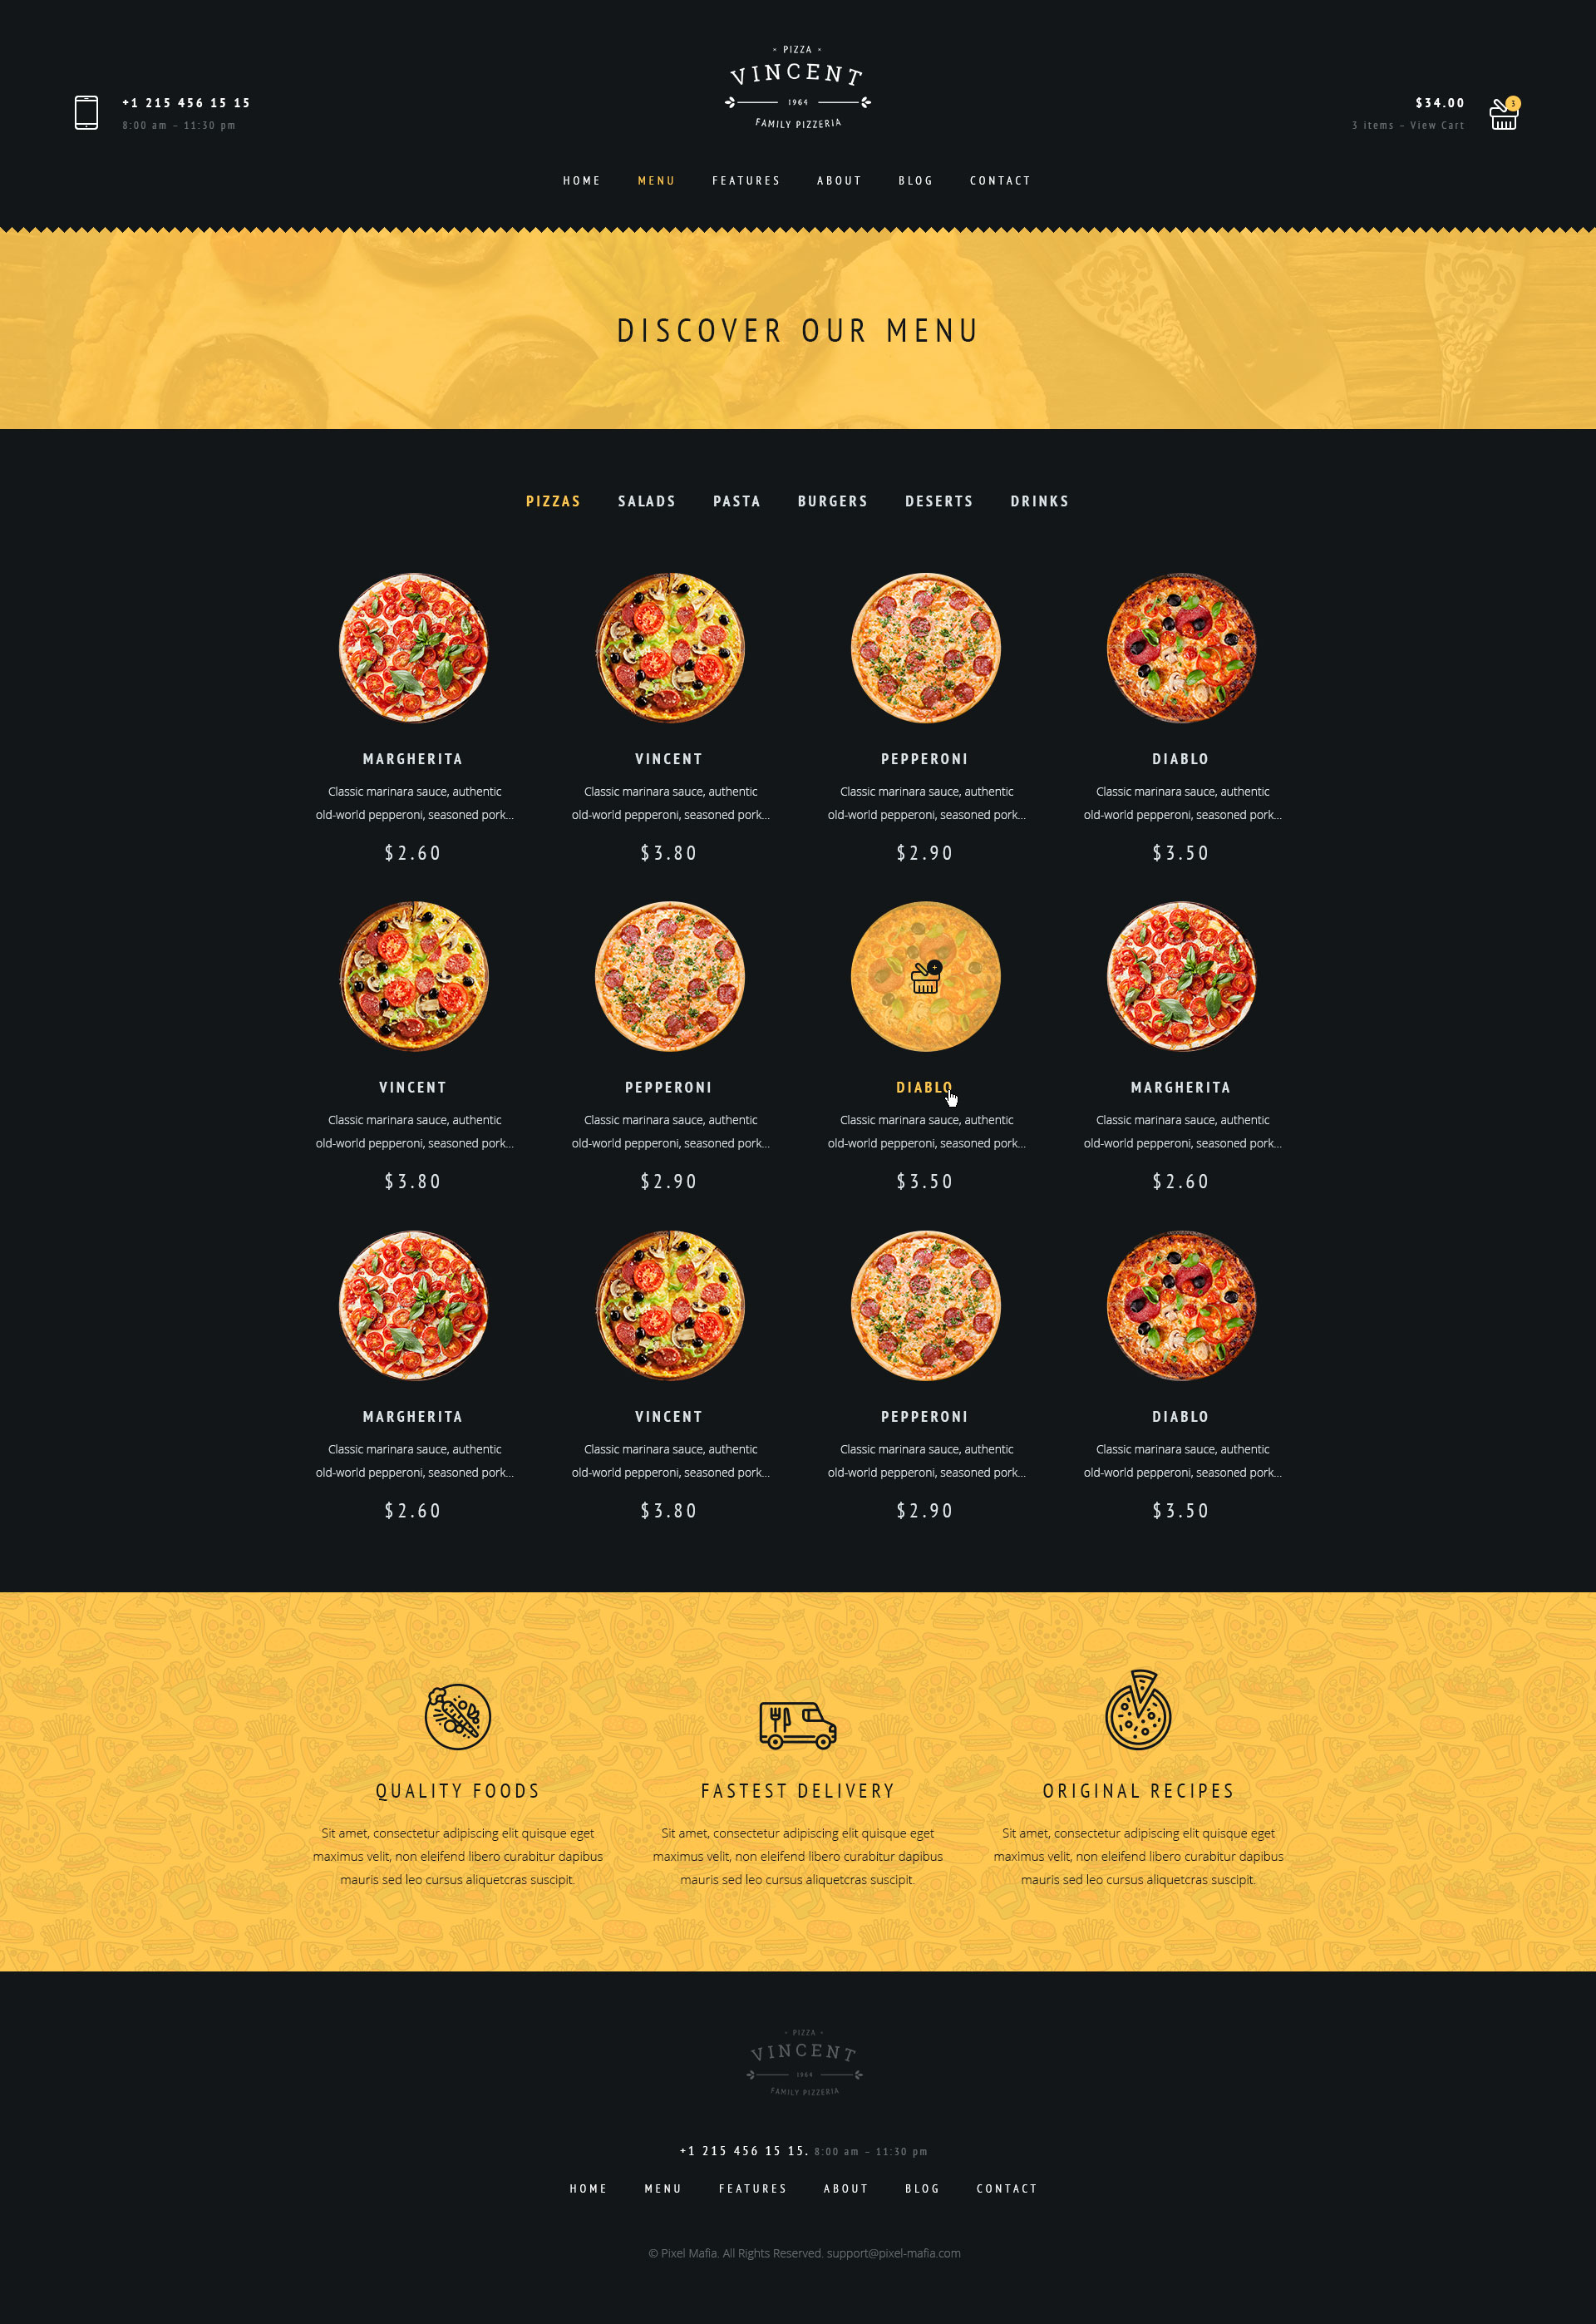 PIZZA
VINCENT
1964
FAMILY PIZZERIA
+1 215 456 15 15
8:00 am – 11:30 pm
$34.00
3 items – View Cart
3
HOME MENU FEATURES ABOUT BLOG CONTACT
DISCOVER OUR MENU
PIZZAS SALADS PASTA BURGERS DESERTS DRINKS
MARGHERITA VINCENT PEPPERONI DIABLO
Classic marinara sauce, authentic Classic marinara sauce, authentic Classic marinara sauce, authentic Classic marinara sauce, authentic
old-world pepperoni, seasoned pork... old-world pepperoni, seasoned pork... old-world pepperoni, seasoned pork... old-world pepperoni, seasoned pork...
$2.60 $3.80 $2.90 $3.50
VINCENT PEPPERONI DIABLO MARGHERITA
Classic marinara sauce, authentic Classic marinara sauce, authentic Classic marinara sauce, authentic Classic marinara sauce, authentic
old-world pepperoni, seasoned pork... old-world pepperoni, seasoned pork... old-world pepperoni, seasoned pork... old-world pepperoni, seasoned pork...
$3.80 $2.90 $3.50 $2.60
MARGHERITA VINCENT PEPPERONI DIABLO
Classic marinara sauce, authentic Classic marinara sauce, authentic Classic marinara sauce, authentic Classic marinara sauce, authentic
old-world pepperoni, seasoned pork... old-world pepperoni, seasoned pork... old-world pepperoni, seasoned pork... old-world pepperoni, seasoned pork...
$2.60 $3.80 $2.90 $3.50
QUALITY FOODS
Sit amet, consectetur adipiscing elit quisque eget
maximus velit, non eleifend libero curabitur dapibus
mauris sed leo cursus aliquetcras suscipit.
FASTEST DELIVERY
Sit amet, consectetur adipiscing elit quisque eget
maximus velit, non eleifend libero curabitur dapibus
mauris sed leo cursus aliquetcras suscipit.
ORIGINAL RECIPES
Sit amet, consectetur adipiscing elit quisque eget
maximus velit, non eleifend libero curabitur dapibus
mauris sed leo cursus aliquetcras suscipit.
PIZZA
VINCENT
1964
FAMILY PIZZERIA
+1 215 456 15 15. 8:00 am – 11:30 pm
HOME MENU FEATURES ABOUT BLOG CONTACT
© Pixel Mafia. All Rights Reserved. support@pixel-mafia.com